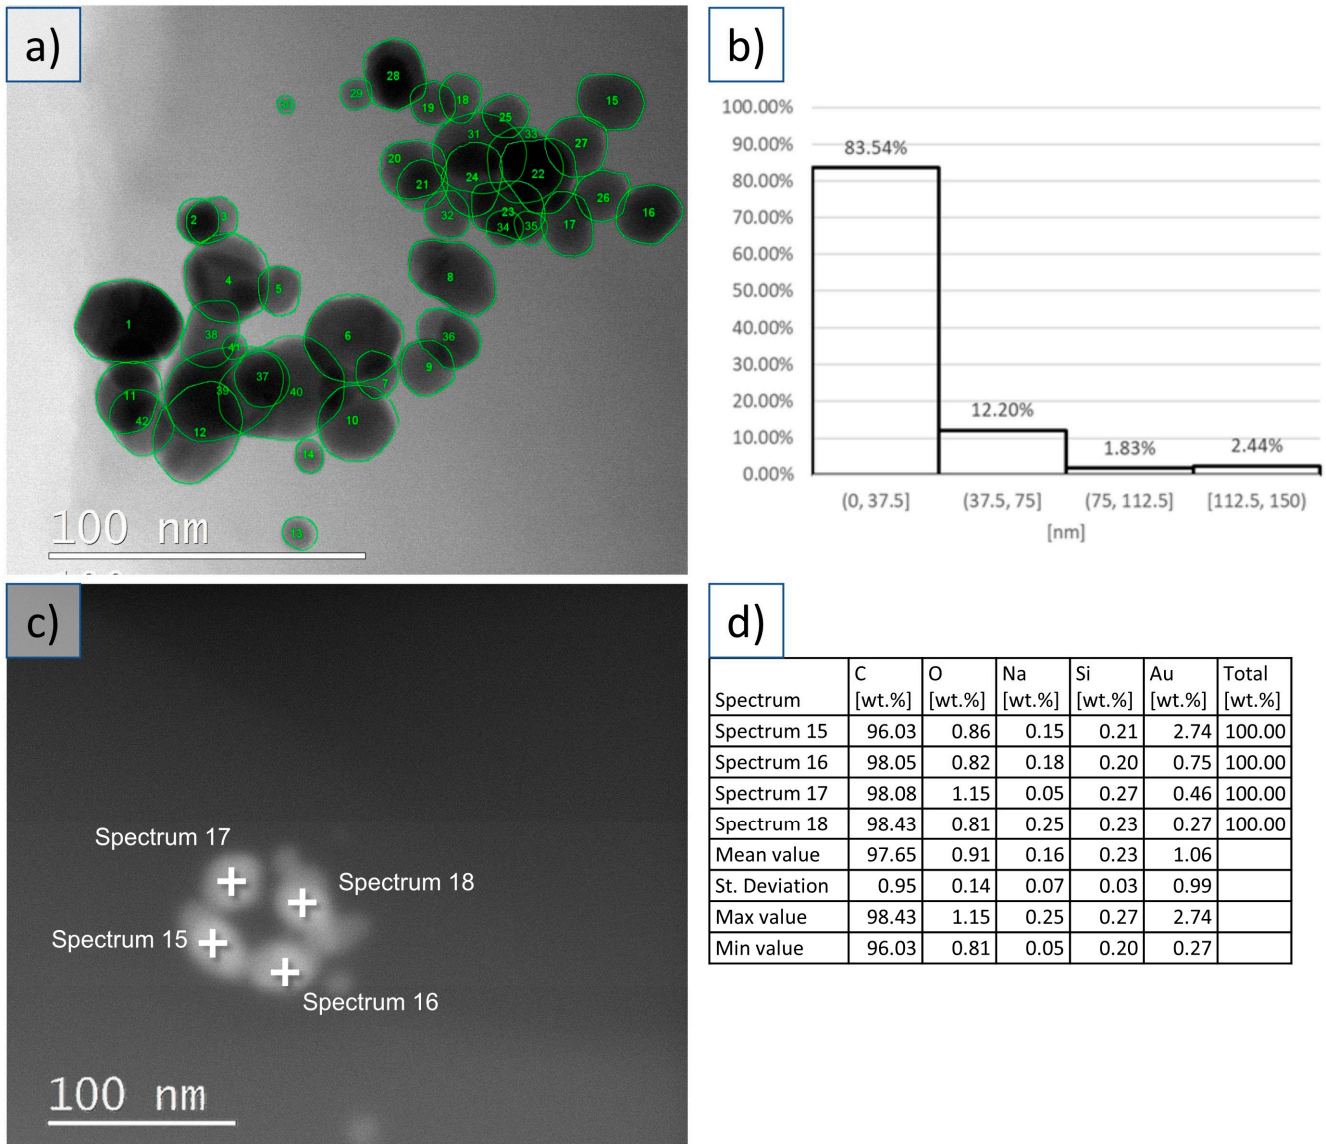 a)
28
29
30
19
18
15
25
31
33
27
20
22
24
21
26
23
16
32
34
35
17
2
3
4
5
8
1
38
6
36
41
9
37
7
39
40
11
42
12
10
14
13
100 nm
b)
100.00%
90.00%
80.00%
70.00%
60.00%
50.00%
40.00%
30.00%
20.00%
10.00%
0.00%
83.54%
12.20%
1.83%
2.44%
(0, 37.5] (37.5, 75] (75, 112.5] [112.5, 150)
[nm]
c)
Spectrum 17
Spectrum 18
Spectrum 15
Spectrum 16
100 nm
d)
Spectrum C [wt.%] O [wt.%] Na [wt.%] Si [wt.%] Au [wt.%] Total [wt.%]
Spectrum 15 96.03 0.86 0.15 0.21 2.74 100.00
Spectrum 16 98.05 0.82 0.18 0.20 0.75 100.00
Spectrum 17 98.08 1.15 0.05 0.27 0.46 100.00
Spectrum 18 98.43 0.81 0.25 0.23 0.27 100.00
Mean value 97.65 0.91 0.16 0.23 1.06
St. Deviation 0.95 0.14 0.07 0.03 0.99
Max value 98.43 1.15 0.25 0.27 2.74
Min value 96.03 0.81 0.05 0.20 0.27